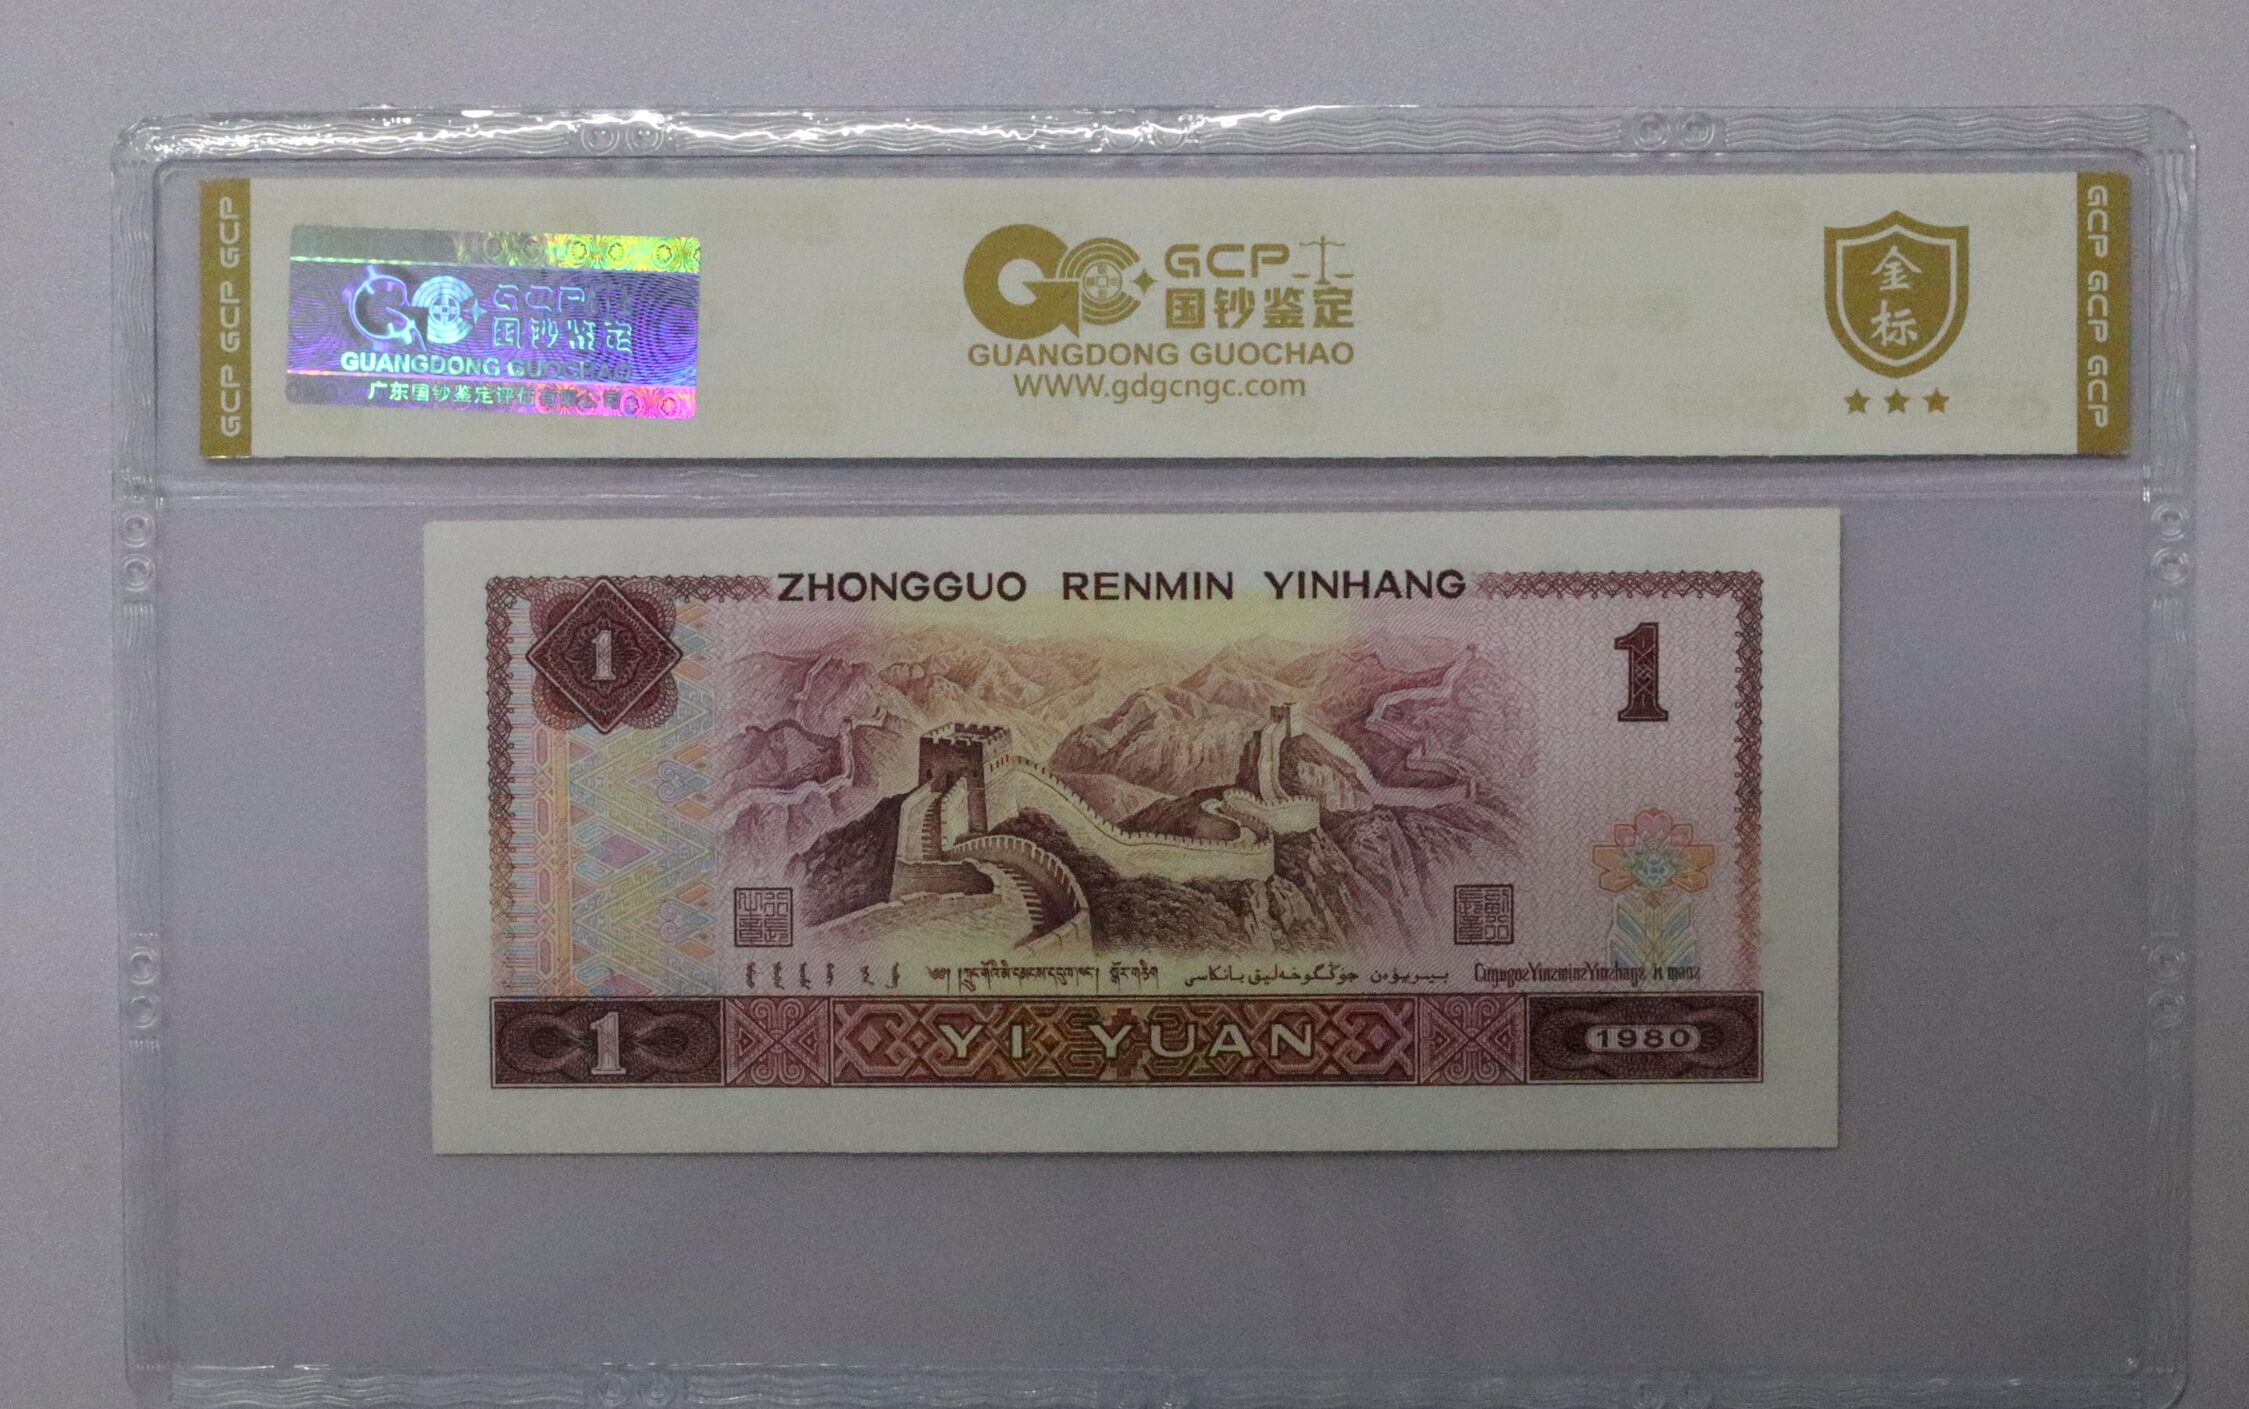 GCP GCP GCP
GCP
国钞鉴定
GUANGDONG GUOCHAO
广东国钞鉴定评估有限公司
GCP
国钞鉴定
GUANGDONG GUOCHAO
WWW.gdgcngc.com
金
标
GCP GCP GCP
ZHONGGUO RENMIN YINHANG
1
1
1
YI YUAN
1980